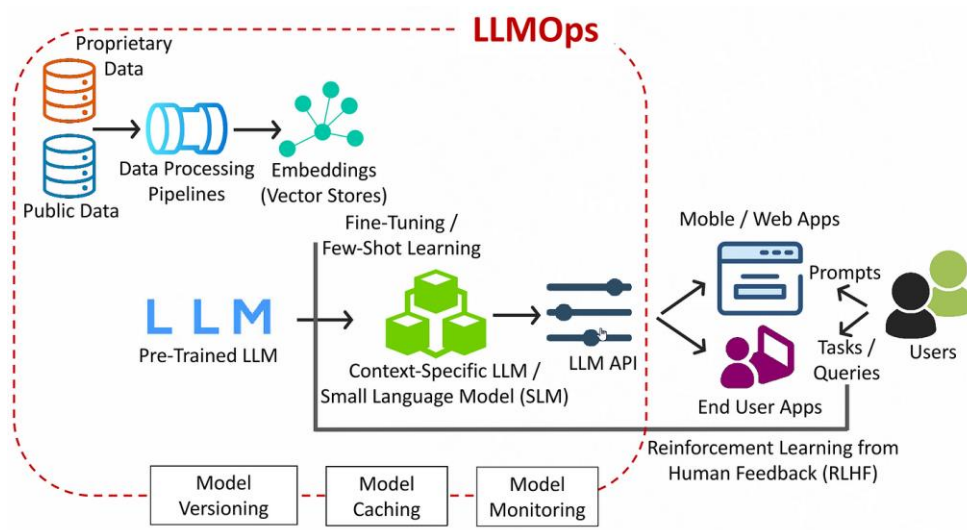 LLMOps
Proprietary
Data
Public Data
Data Processing
Pipelines
Embeddings
(Vector Stores)
Fine-Tuning /
Few-Shot Learning
LLM
Pre-Trained LLM
Context-Specific LLM /
Small Language Model (SLM)
LLM API
Moble / Web Apps
Prompts
Tasks /
Queries
Users
End User Apps
Reinforcement Learning from
Human Feedback (RLHF)
Model
Versioning
Model
Caching
Model
Monitoring